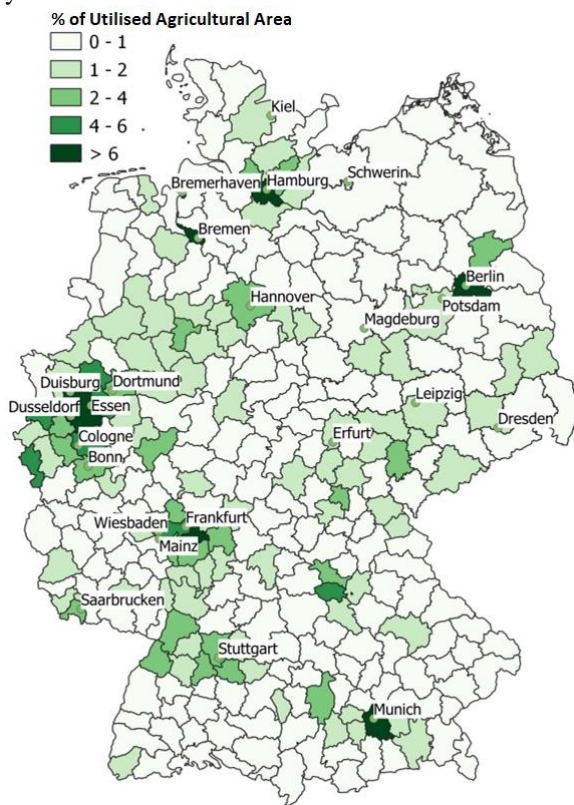 y
% of Utilised Agricultural Area
0 - 1
1 - 2
2 - 4
4 - 6
> 6
Kiel
Schwerin
Bremerhaven
Hamburg
Bremen
Berlin
Hannover
Potsdam
Magdeburg
Duisburg
Dortmund
Dusseldorf
Essen
Leipzig
Dresden
Cologne
Erfurt
Bonn
Wiesbaden
Frankfurt
Mainz
Saarbrucken
Stuttgart
Munich